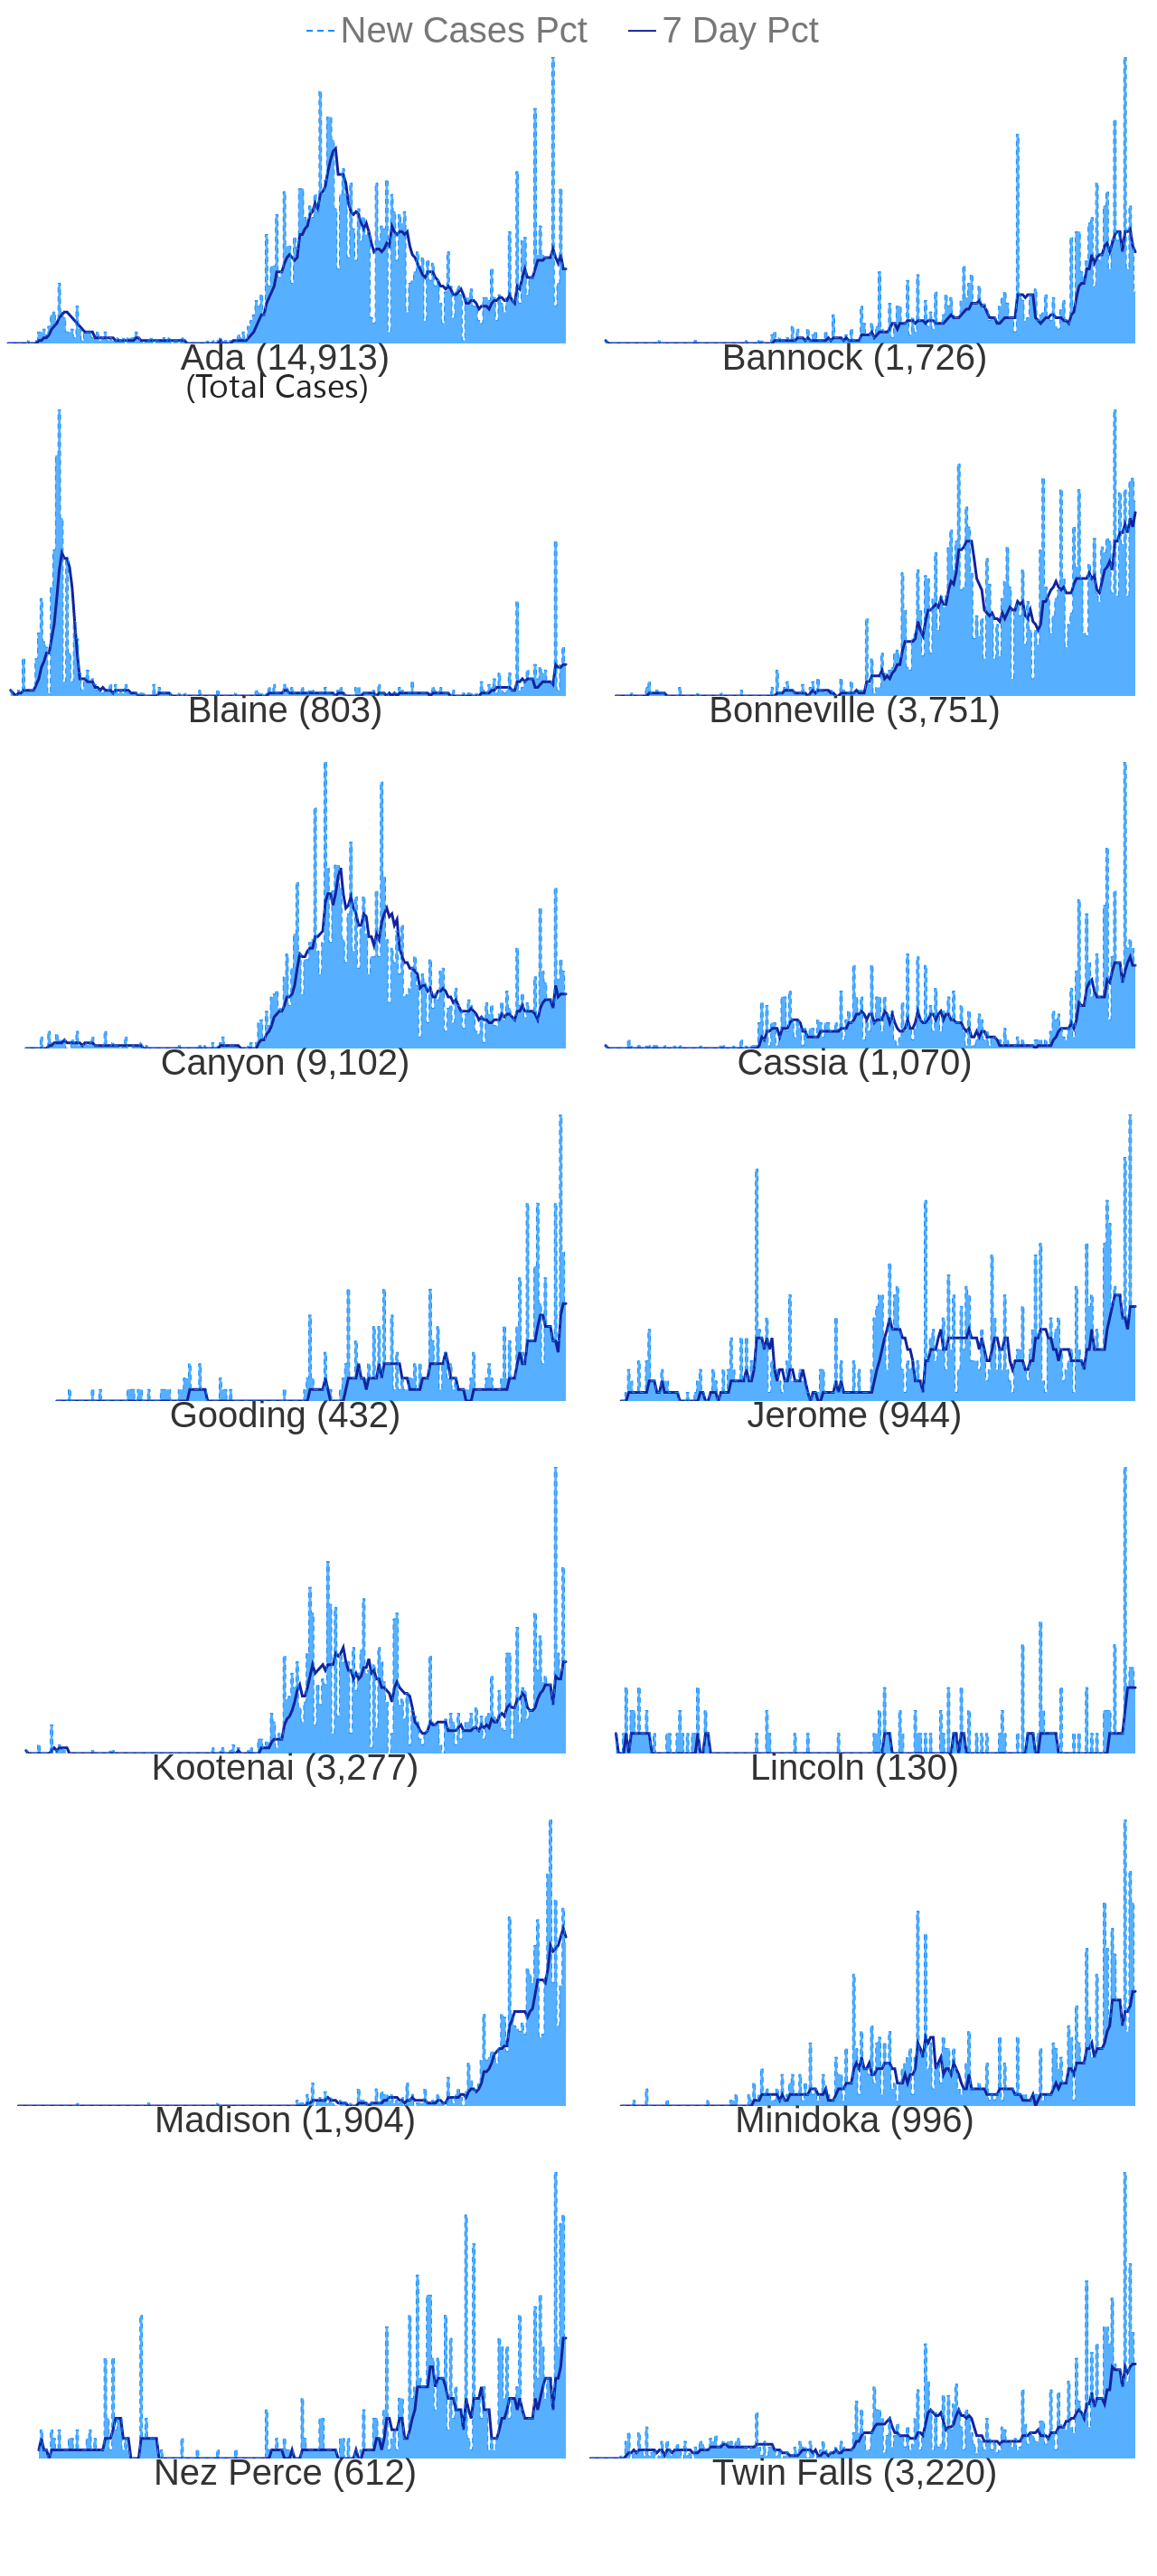 New Cases Pct 7 Day Pct
Ada (14,913) Bannock (1,726)
(Total Cases)
Blaine (803) Bonneville (3,751)
Canyon (9,102) Cassia (1,070)
Gooding (432) Jerome (944)
Kootenai (3,277) Lincoln (130)
Madison (1,904) Minidoka (996)
Nez Perce (612) Twin Falls (3,220)